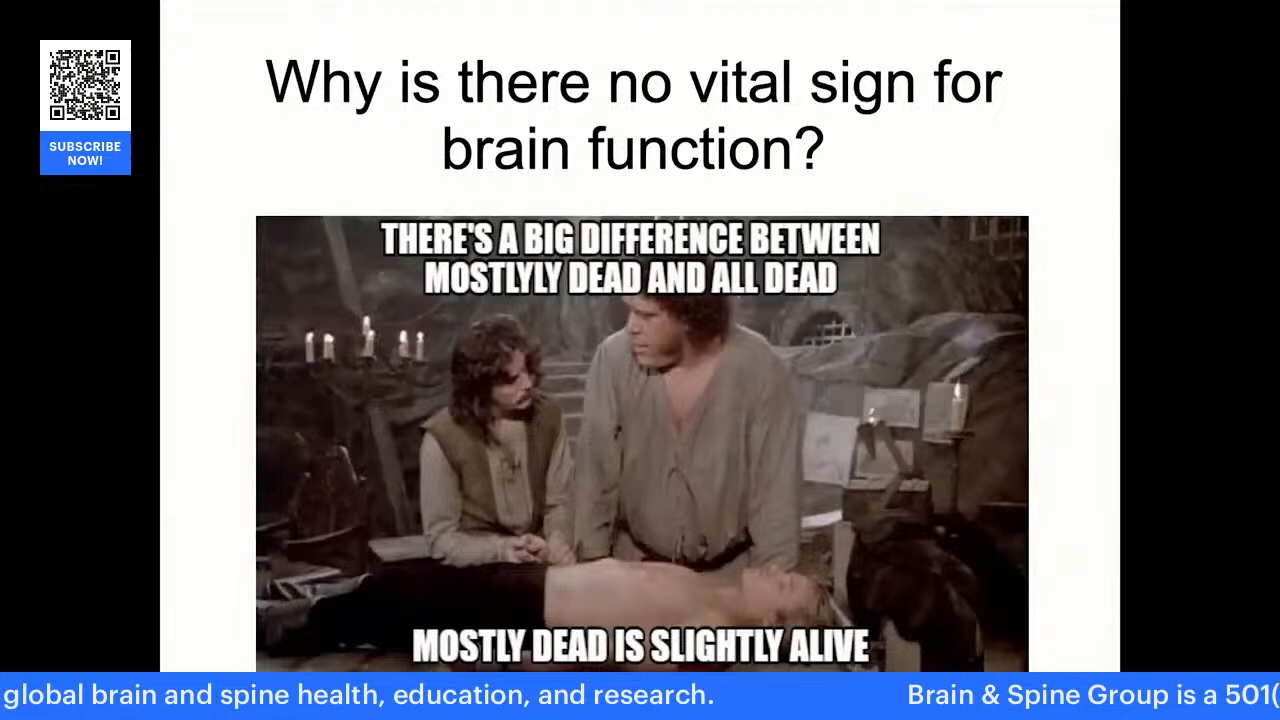 Why is there no vital sign for
brain function?
SUBSCRIBE
NOW!
THERE'S A BIG DIFFERENCE BETWEEN
MOSTLYLY DEAD AND ALL DEAD
MOSTLY DEAD IS SLIGHTLY ALIVE
global brain and spine health, education, and research.
Brain & Spine Group is a 501(